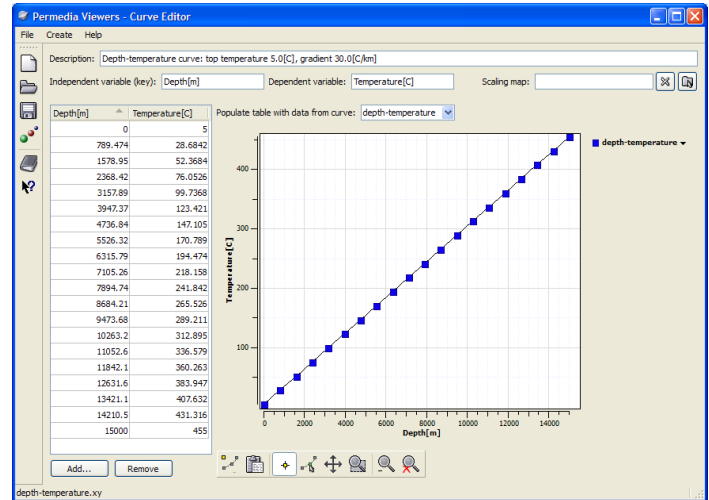 Permedia Viewers - Curve Editor
File Create Help
Description: Depth-temperature curve: top temperature 5.0[C], gradient 30.0[C/km]
Independent variable (key): Depth[m] Dependent variable: Temperature[C] Scaling map:
Populate table with data from curve: depth-temperature
Depth[m] Temperature[C]
0 5
789.474 28.6842
1578.95 52.3684
2368.42 76.0526
3157.89 99.7368
3947.37 123.421
4736.84 147.105
5526.32 170.789
6315.79 194.474
7105.26 218.158
7894.74 241.842
8684.21 265.526
9473.68 289.211
10263.2 312.895
11052.6 336.579
11842.1 360.263
12631.6 383.947
13421.1 407.632
14210.5 431.316
15000 455
depth-temperature
400
300
200
100
Temperature[C]
0 2000 4000 6000 8000 10000 12000 14000
Depth[m]
Add... Remove
depth-temperature.xy